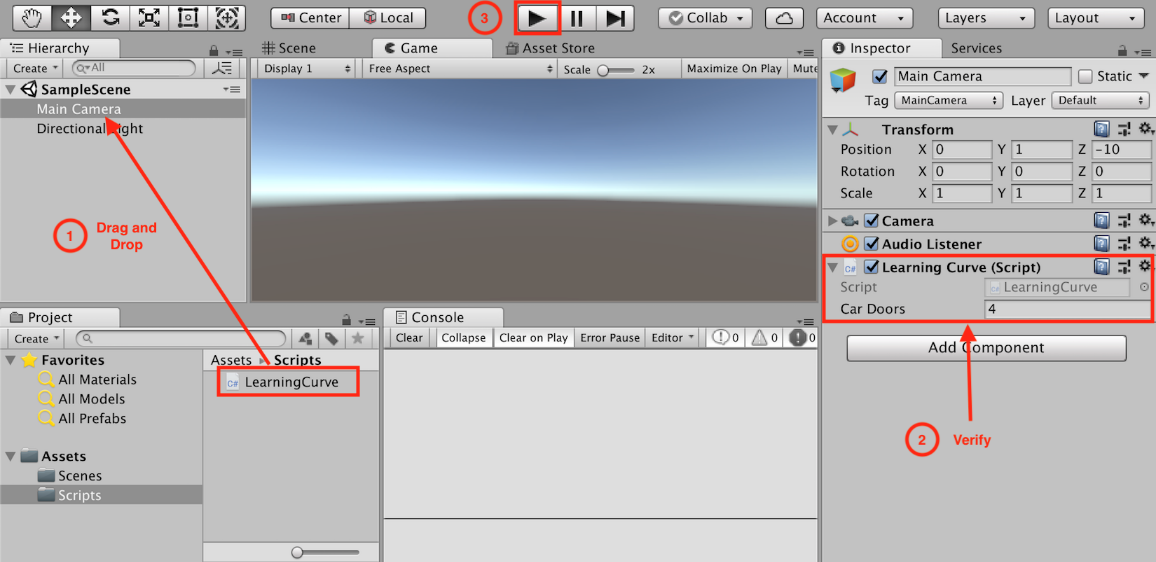 Center
Local
3
Collab
Account
Layers
Layout
Hierarchy
Scene
Game
Asset Store
Inspector
Services
Create
All
Display 1
Free Aspect
Scale
2x
Maximize On Play
Mute
Main Camera
Static
Tag
MainCamera
Layer
Default
SampleScene
Main Camera
Directional Light
Transform
Position
X
0
Y
1
Z
-10
Rotation
X
0
Y
0
Z
0
Scale
X
1
Y
1
Z
1
1
Drag and
Drop
Camera
Audio Listener
C#
Learning Curve (Script)
Script
LearningCurve
Car Doors
4
Add Component
2
Verify
Project
Create
Favorites
All Materials
All Models
All Prefabs
Assets
Scenes
Scripts
Assets
Scripts
C#
LearningCurve
Console
Clear
Collapse
Clear on Play
Error Pause
Editor
0
0
0